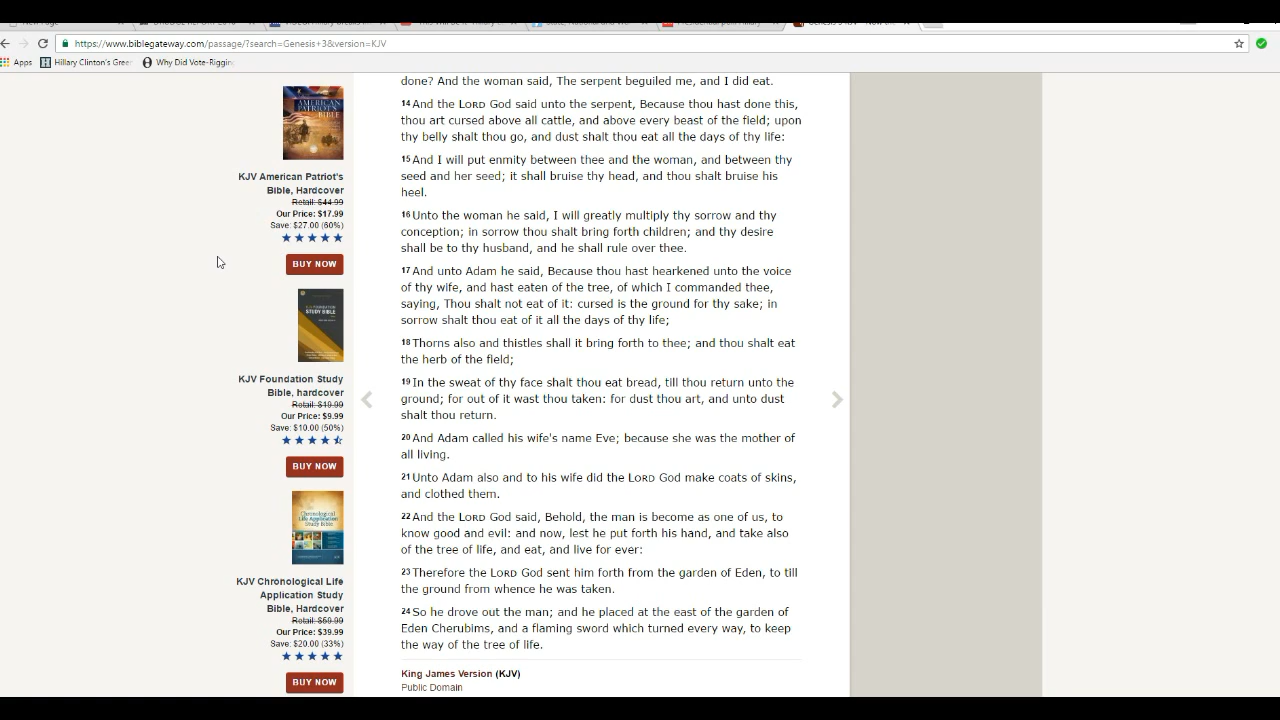 https://www.biblegateway.com/passage/?search=Genesis+3&version=KJV
Apps
Hillary Clinton's Greer
Why Did Vote-Riggin
AMERICAN
PATRIOT'S
BIBLE
KJV American Patriot's
Bible, Hardcover
Retail: $44.99
Our Price: $17.99
Save: $27.00 (60%)
BUY NOW
KJV FOUNDATION
STUDY BIBLE
KJV Foundation Study
Bible, hardcover
Retail: $19.99
Our Price: $9.99
Save: $10.00 (50%)
BUY NOW
Chronological
Life Application
Study Bible
KJV Chronological Life
Application Study
Bible, Hardcover
Retail: $59.99
Our Price: $39.99
Save: $20.00 (33%)
BUY NOW
done? And the woman said, The serpent beguiled me, and I did eat.
14 And the LORD God said unto the serpent, Because thou hast done this,
thou art cursed above all cattle, and above every beast of the field; upon
thy belly shalt thou go, and dust shalt thou eat all the days of thy life:
15 And I will put enmity between thee and the woman, and between thy
seed and her seed; it shall bruise thy head, and thou shalt bruise his
heel.
16 Unto the woman he said, I will greatly multiply thy sorrow and thy
conception; in sorrow thou shalt bring forth children; and thy desire
shall be to thy husband, and he shall rule over thee.
17 And unto Adam he said, Because thou hast hearkened unto the voice
of thy wife, and hast eaten of the tree, of which I commanded thee,
saying, Thou shalt not eat of it: cursed is the ground for thy sake; in
sorrow shalt thou eat of it all the days of thy life;
18 Thorns also and thistles shall it bring forth to thee; and thou shalt eat
the herb of the field;
19 In the sweat of thy face shalt thou eat bread, till thou return unto the
ground; for out of it wast thou taken: for dust thou art, and unto dust
shalt thou return.
20 And Adam called his wife's name Eve; because she was the mother of
all living.
21 Unto Adam also and to his wife did the LORD God make coats of skins,
and clothed them.
22 And the LORD God said, Behold, the man is become as one of us, to
know good and evil: and now, lest he put forth his hand, and take also
of the tree of life, and eat, and live for ever:
23 Therefore the LORD God sent him forth from the garden of Eden, to till
the ground from whence he was taken.
24 So he drove out the man; and he placed at the east of the garden of
Eden Cherubims, and a flaming sword which turned every way, to keep
the way of the tree of life.
King James Version (KJV)
Public Domain